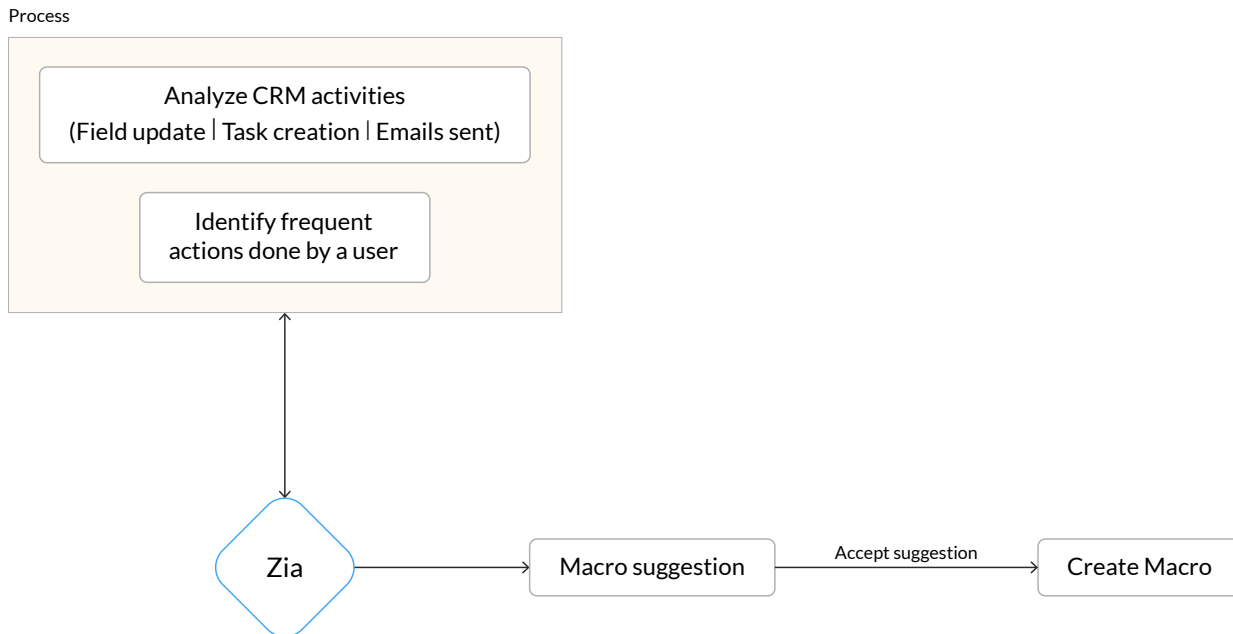 Process
Analyze CRM activities
(Field update | Task creation | Emails sent)
Identify frequent
actions done by a user
Zia
Macro suggestion
Accept suggestion
Create Macro